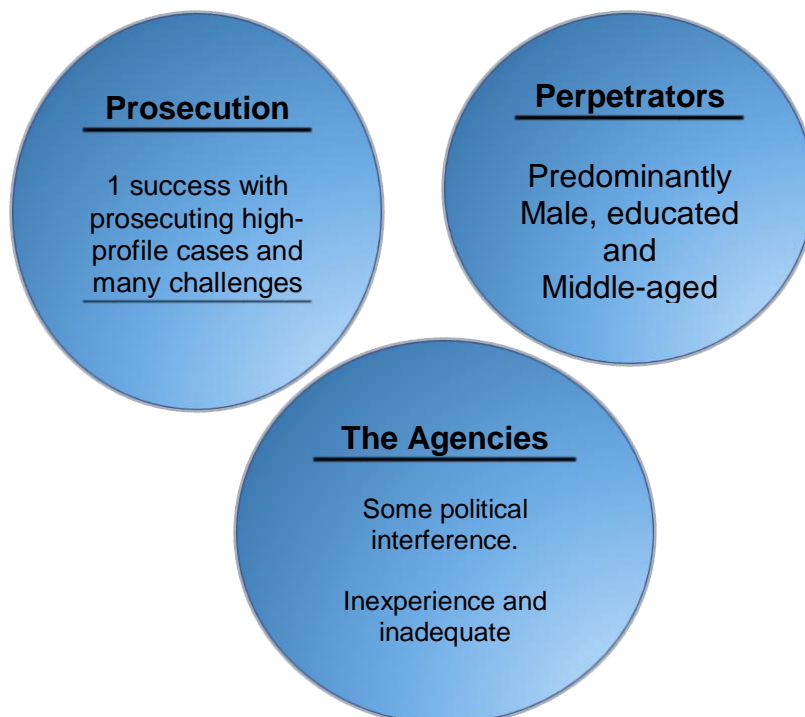 Prosecution
1 success with
prosecuting high-
profile cases and
many challenges
Perpetrators
Predominantly
Male, educated
and
Middle-aged
The Agencies
Some political
interference.
Inexperience and
inadequate